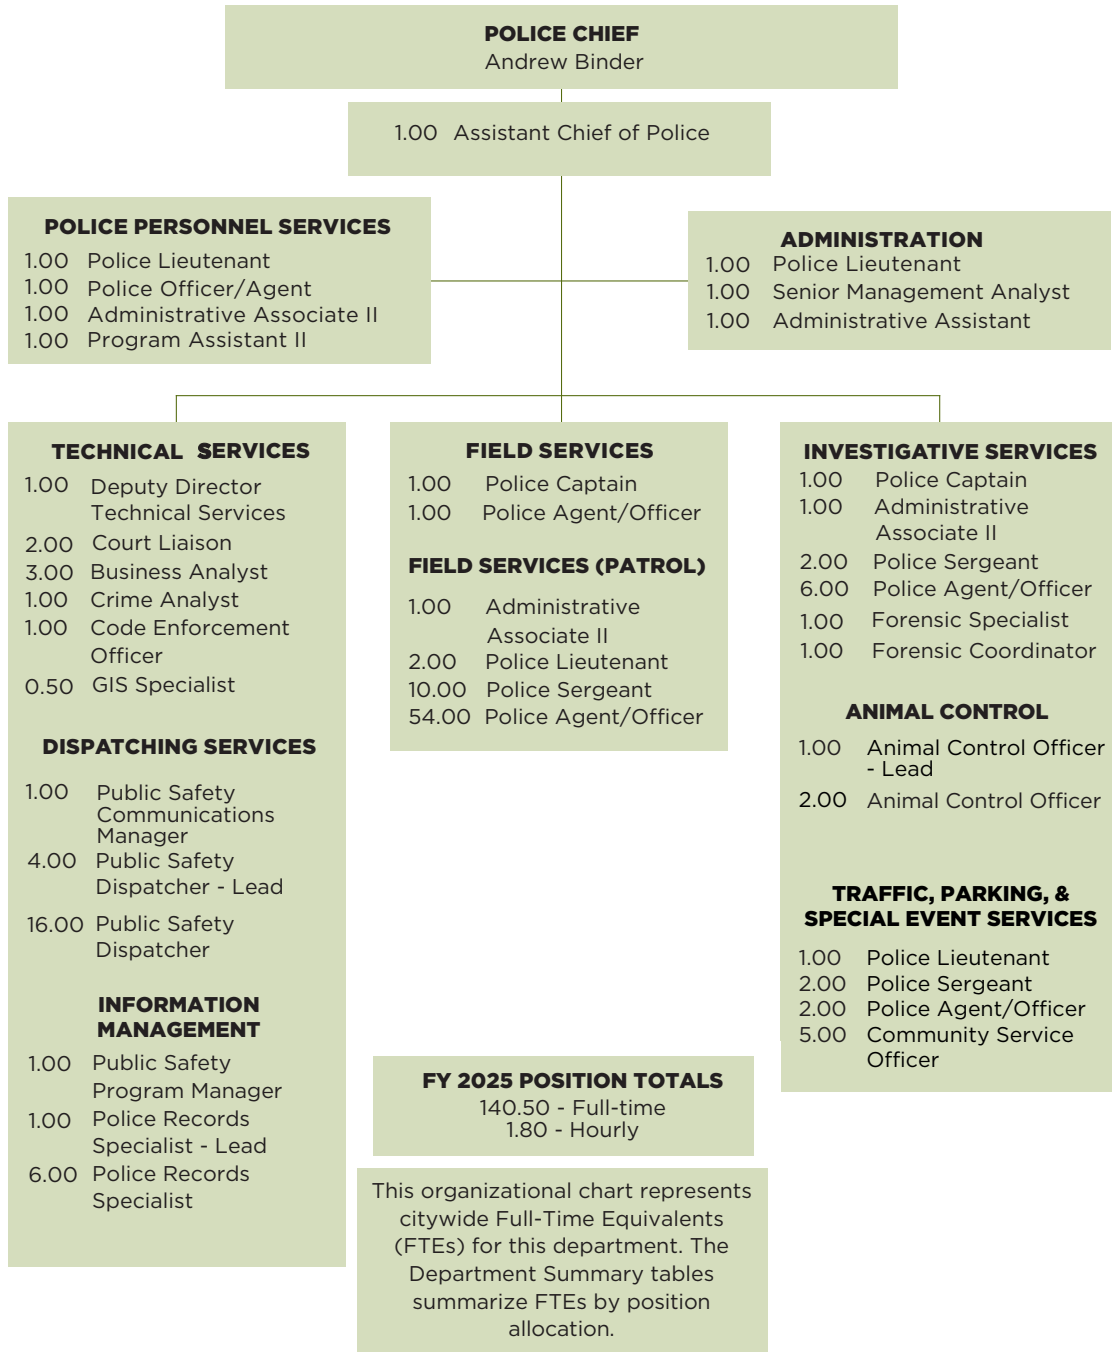 POLICE CHIEF
Andrew Binder
1.00 Assistant Chief of Police
POLICE PERSONNEL SERVICES
1.00 Police Lieutenant
1.00 Police Officer/Agent
1.00 Administrative Associate II
1.00 Program Assistant II
ADMINISTRATION
1.00 Police Lieutenant
1.00 Senior Management Analyst
1.00 Administrative Assistant
TECHNICAL SERVICES
1.00 Deputy Director
Technical Services
2.00 Court Liaison
3.00 Business Analyst
1.00 Crime Analyst
1.00 Code Enforcement
Officer
0.50 GIS Specialist
DISPATCHING SERVICES
1.00 Public Safety
Communications
Manager
4.00 Public Safety
Dispatcher - Lead
16.00 Public Safety
Dispatcher
INFORMATION
MANAGEMENT
1.00 Public Safety
Program Manager
1.00 Police Records
Specialist - Lead
6.00 Police Records
Specialist
FIELD SERVICES
1.00 Police Captain
1.00 Police Agent/Officer
FIELD SERVICES (PATROL)
1.00 Administrative
Associate II
2.00 Police Lieutenant
10.00 Police Sergeant
54.00 Police Agent/Officer
INVESTIGATIVE SERVICES
1.00 Police Captain
1.00 Administrative
Associate II
2.00 Police Sergeant
6.00 Police Agent/Officer
1.00 Forensic Specialist
1.00 Forensic Coordinator
ANIMAL CONTROL
1.00 Animal Control Officer
- Lead
2.00 Animal Control Officer
TRAFFIC, PARKING, &
SPECIAL EVENT SERVICES
1.00 Police Lieutenant
2.00 Police Sergeant
2.00 Police Agent/Officer
5.00 Community Service
Officer
FY 2025 POSITION TOTALS
140.50 - Full-time
1.80 - Hourly
This organizational chart represents
citywide Full-Time Equivalents
(FTEs) for this department. The
Department Summary tables
summarize FTEs by position
allocation.